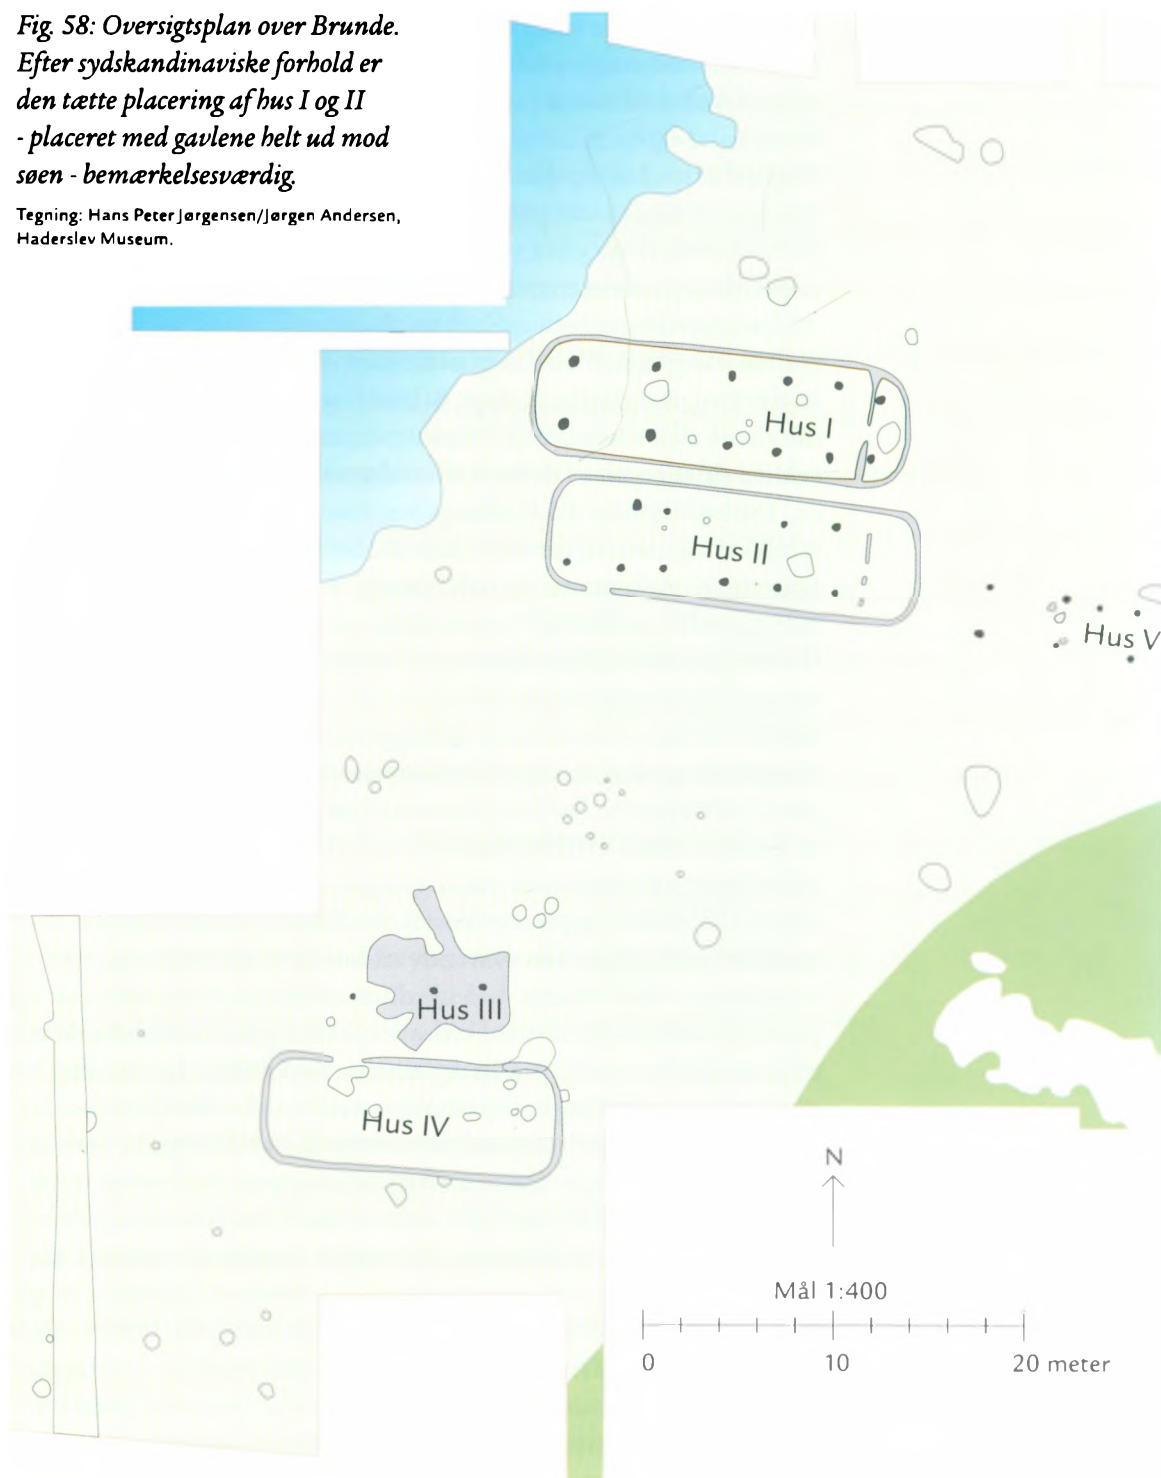 Fig. 58: Oversigtsplan over Brunde.
Efter sydskandinaviske forhold er
den tætte placering af hus I og II
- placeret med gavlene helt ud mod
søen - bemærkelsesværdig.
Tegning: Hans Peter Jørgensen/Jørgen Andersen,
Haderslev Museum.
Hus I
Hus II
Hus V
Hus III
Hus IV
N
Mål 1:400
0 10 20 meter